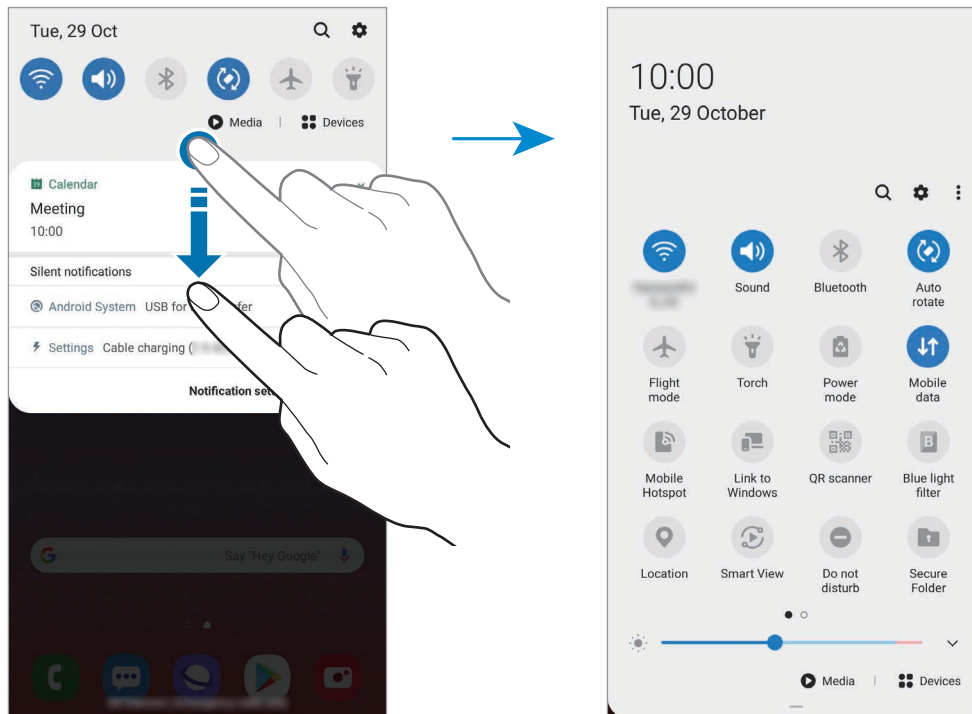 Tue, 29 Oct
Media
Devices
Calendar
Meeting
10:00
Silent notifications
Android System USB for fer
Settings Cable charging (
Notification set
Say "Hey Google"
10:00
Tue, 29 October
Sound
Bluetooth
Auto
rotate
Flight
mode
Torch
Power
mode
Mobile
data
Mobile
Hotspot
Link to
Windows
QR scanner
Blue light
filter
Location
Smart View
Do not
disturb
Secure
Folder
Media
Devices